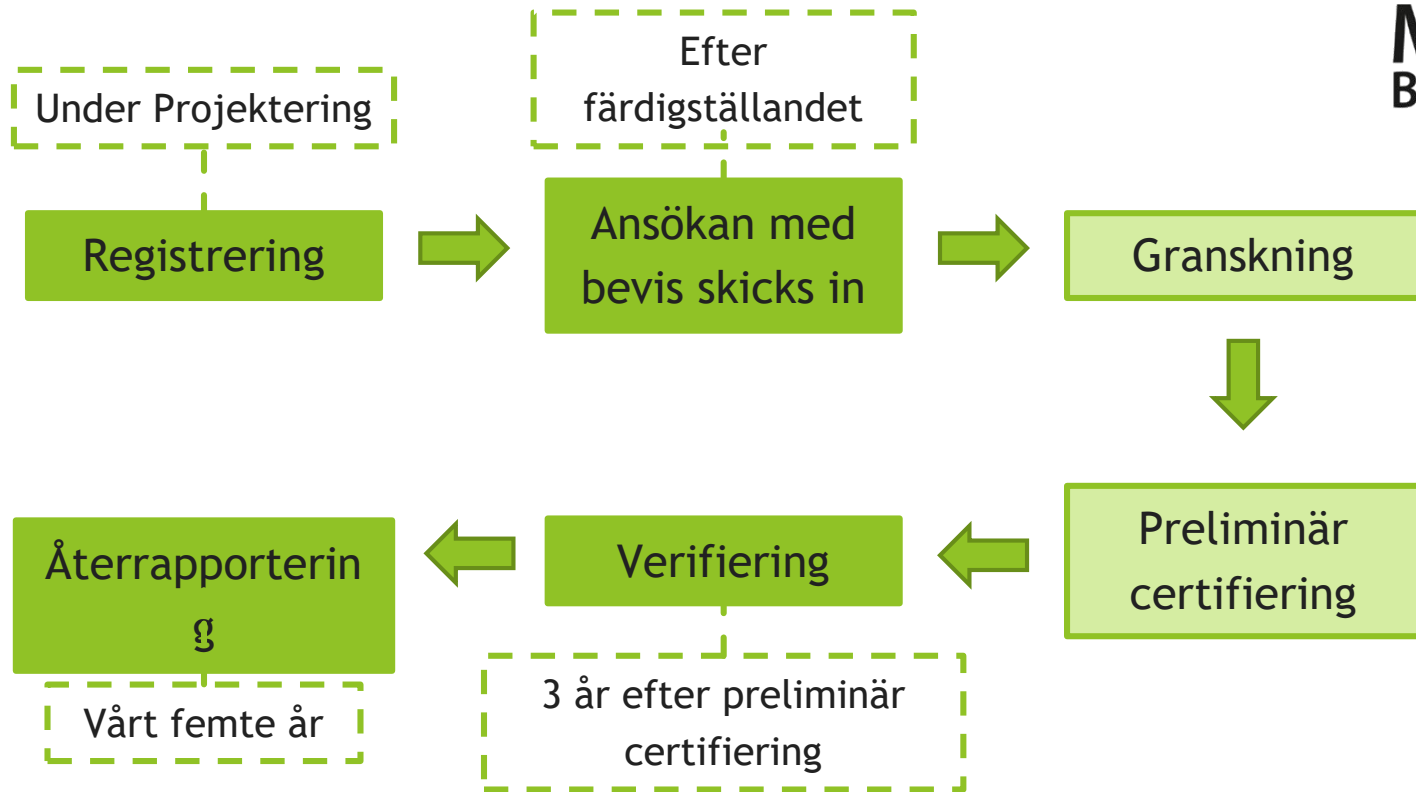 Under Projektering
Efter
färdigställandet
M
B
Registrering
Ansökan med
bevis skicks in
Granskning
Preliminär
certifiering
Verifiering
Återrapporterin
g
3 år efter preliminär
certifiering
Vårt femte år